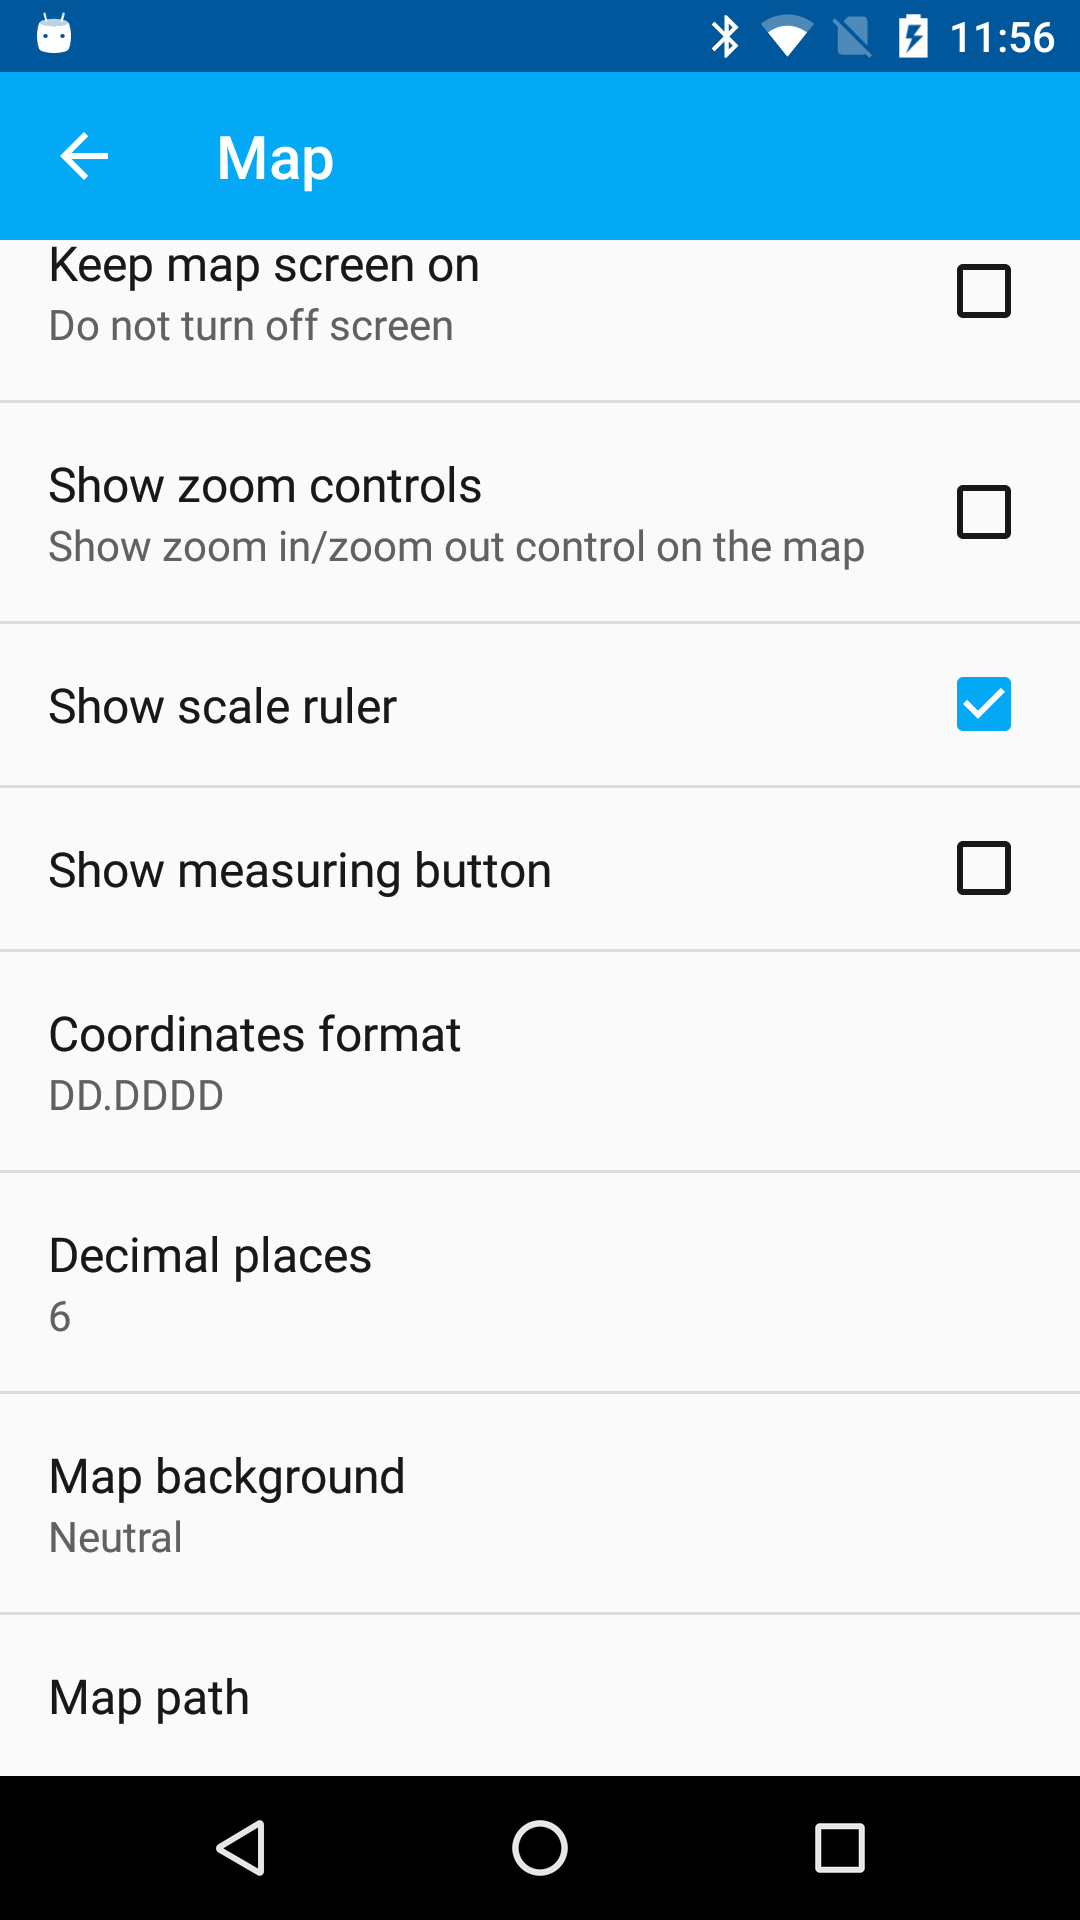 11:56
Map
Keep map screen on
Do not turn off screen
Show zoom controls
Show zoom in/zoom out control on the map
Show scale ruler
Show measuring button
Coordinates format
DD.DDDD
Decimal places
6
Map background
Neutral
Map path